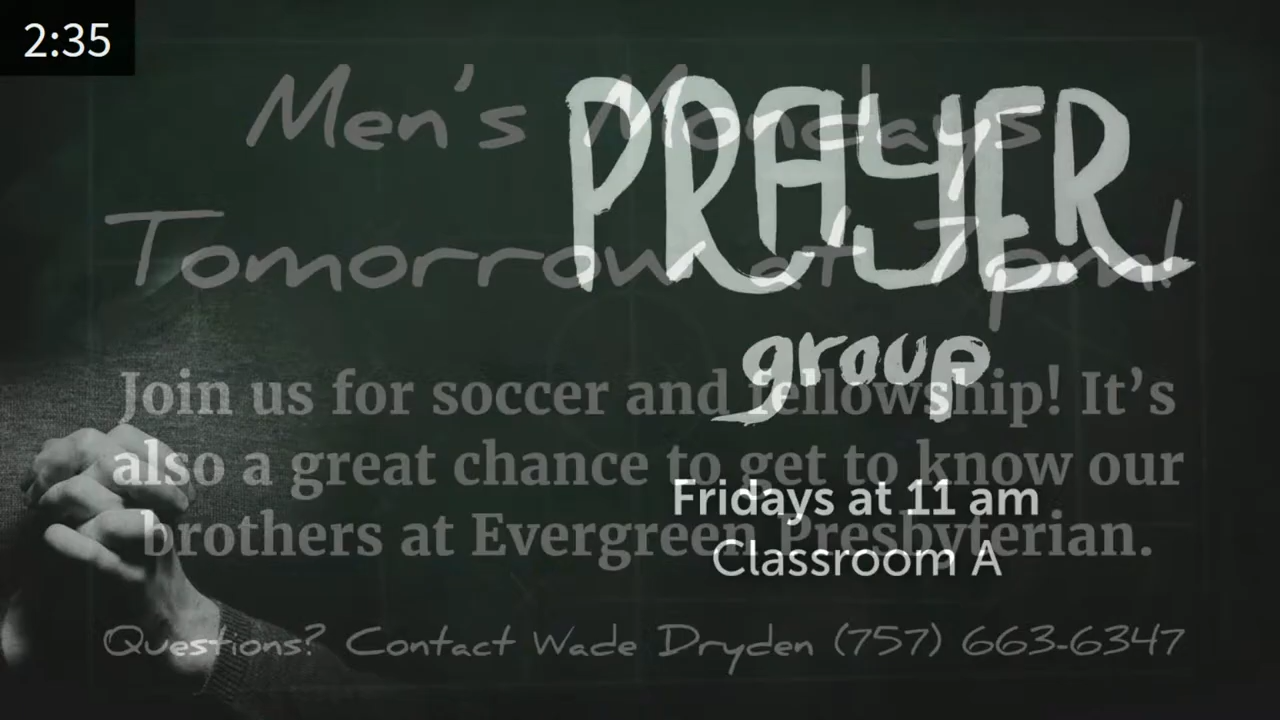 2:35
Men's Mondays
Tomorrow at 7pm!
Join us for soccer and fellowship! It's
also a great chance to get to know our
brothers at Evergreen Presbyterian.
Questions? Contact Wade Dryden (757) 663-6347
PRAYER
group
Fridays at 11 am
Classroom A